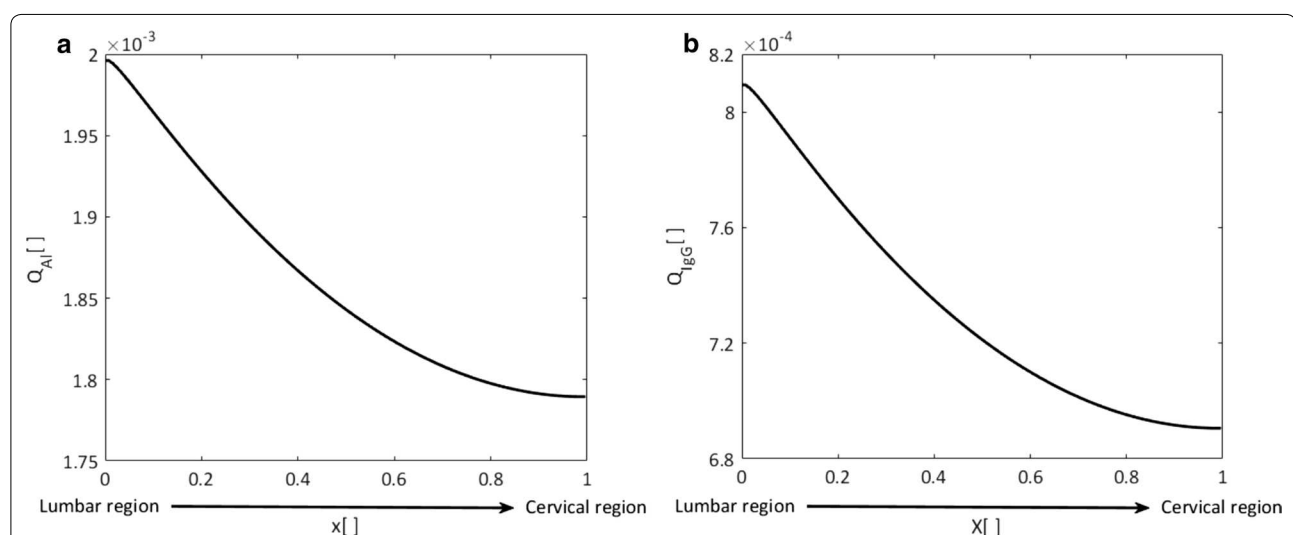 a
×10⁻³
2
1.95
1.9
1.85
1.8
1.75
Q_Al[ ]
0 0.2 0.4 0.6 0.8 1
Lumbar region Cervical region
x[ ]
b
×10⁻⁴
8.2
8
7.6
7.2
6.8
Q_IgG[ ]
0 0.2 0.4 0.6 0.8 1
Lumbar region Cervical region
X[ ]